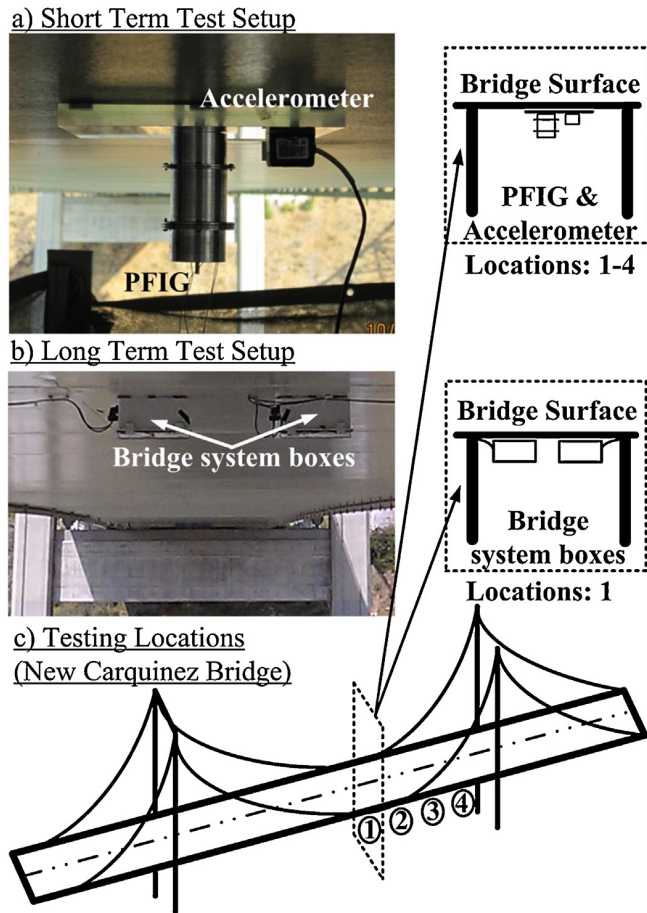 a) Short Term Test Setup
Accelerometer
PFIG
10/
Bridge Surface
PFIG &
Accelerometer
Locations: 1-4
b) Long Term Test Setup
Bridge system boxes
Bridge Surface
Bridge
system boxes
Locations: 1
c) Testing Locations
(New Carquinez Bridge)
1 2 3 4